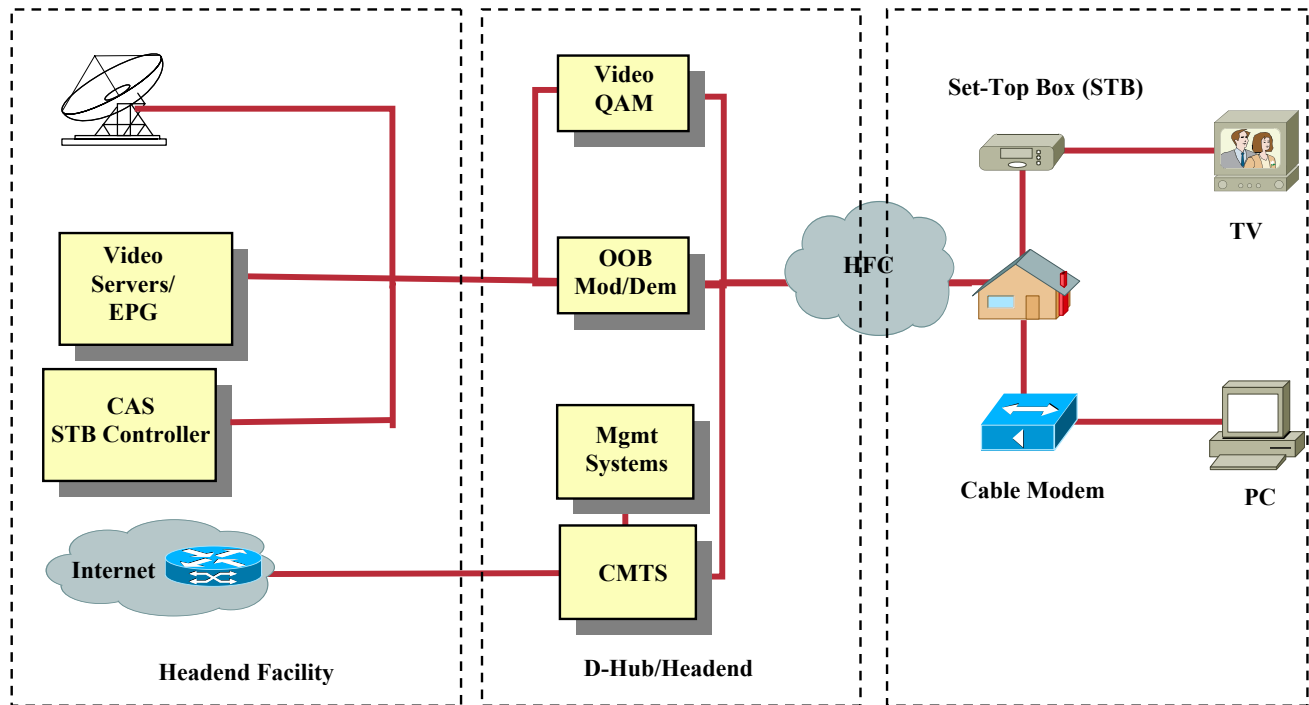 Video
Servers/
EPG
CAS
STB Controller
Internet
Headend Facility
Video
QAM
OOB
Mod/Dem
Mgmt
Systems
CMTS
D-Hub/Headend
HFC
Set-Top Box (STB)
TV
Cable Modem
PC